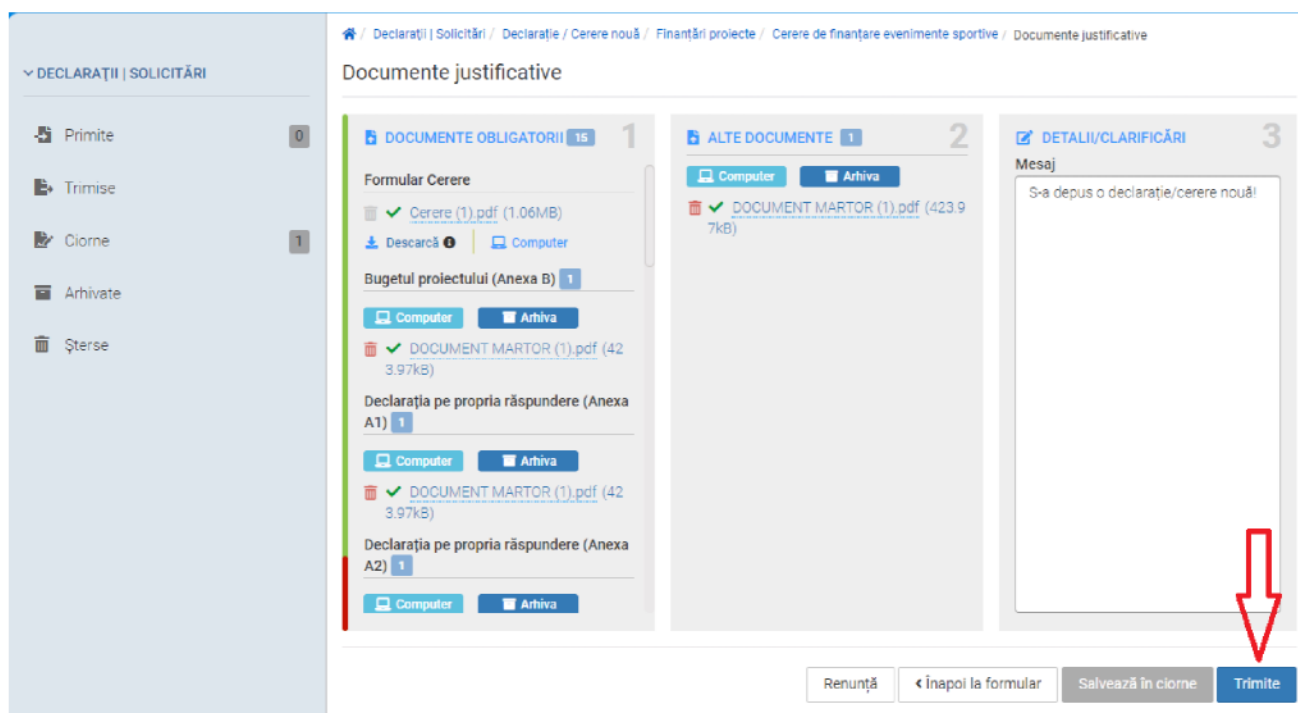 Declarații | Solicitări / Declarație / Cerere nouă / Finanțări proiecte / Cerere de finanțare evenimente sportive / Documente justificative
DECLARAȚII | SOLICITĂRI
Primite 0
Trimise
Ciorne 1
Arhivate
Șterse
Documente justificative
DOCUMENTE OBLIGATORII 15 1
Formular Cerere
Cerere (1).pdf (1.06MB)
Descarcă Computer
Bugetul proiectului (Anexa B) 1
Computer Arhiva
DOCUMENT MARTOR (1).pdf (42
3.97kB)
Declarația pe propria răspundere (Anexa
A1) 1
Computer Arhiva
DOCUMENT MARTOR (1).pdf (42
3.97kB)
Declarația pe propria răspundere (Anexa
A2) 1
Computer Arhiva
ALTE DOCUMENTE 1 2
Computer Arhiva
DOCUMENT MARTOR (1).pdf (423.9
7kB)
DETALII/CLARIFICĂRI 3
Mesaj
S-a depus o declarație/cerere nouă!
Renunță
Înapoi la formular
Salvează în ciorne
Trimite